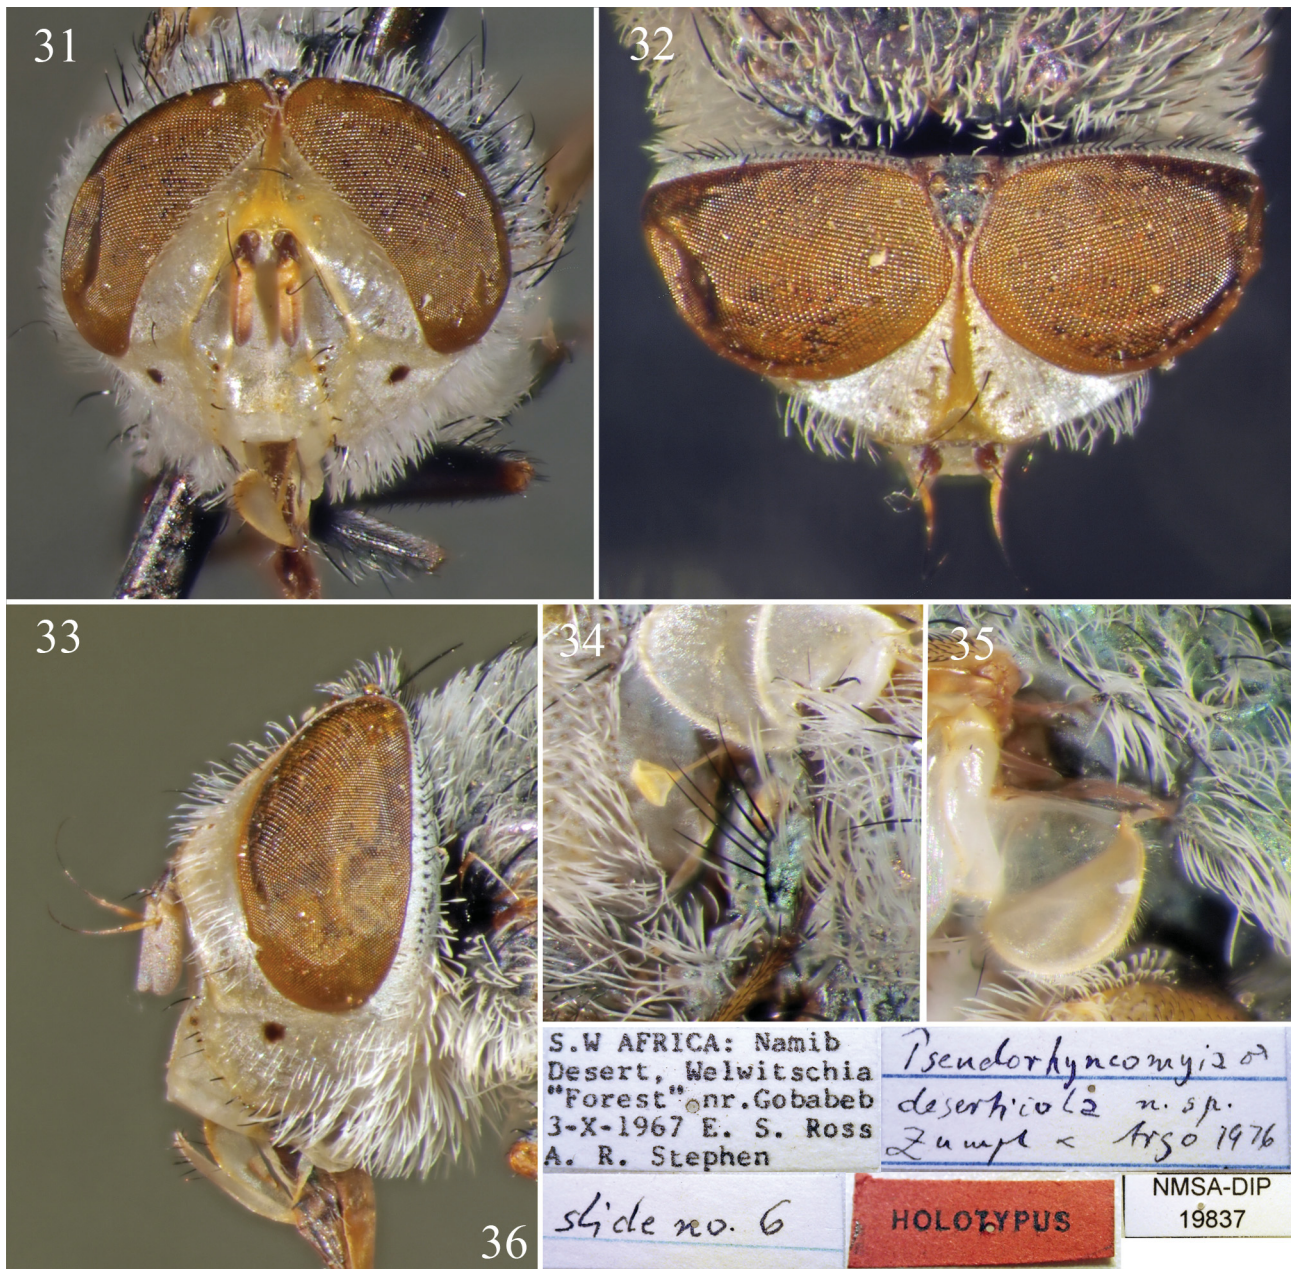 31
32
33
34
35
S.W AFRICA: Namib
Desert, Welwitschia
"Forest" nr.Gobabeb
3-X-1967 E. S. Ross
A. R. Stephen
Pseudorhyncomyia ♂
deserticola n. sp.
Zumpt & Argo 1976
slide no. 6
HOLOTYPUS
NMSA-DIP
19837
36